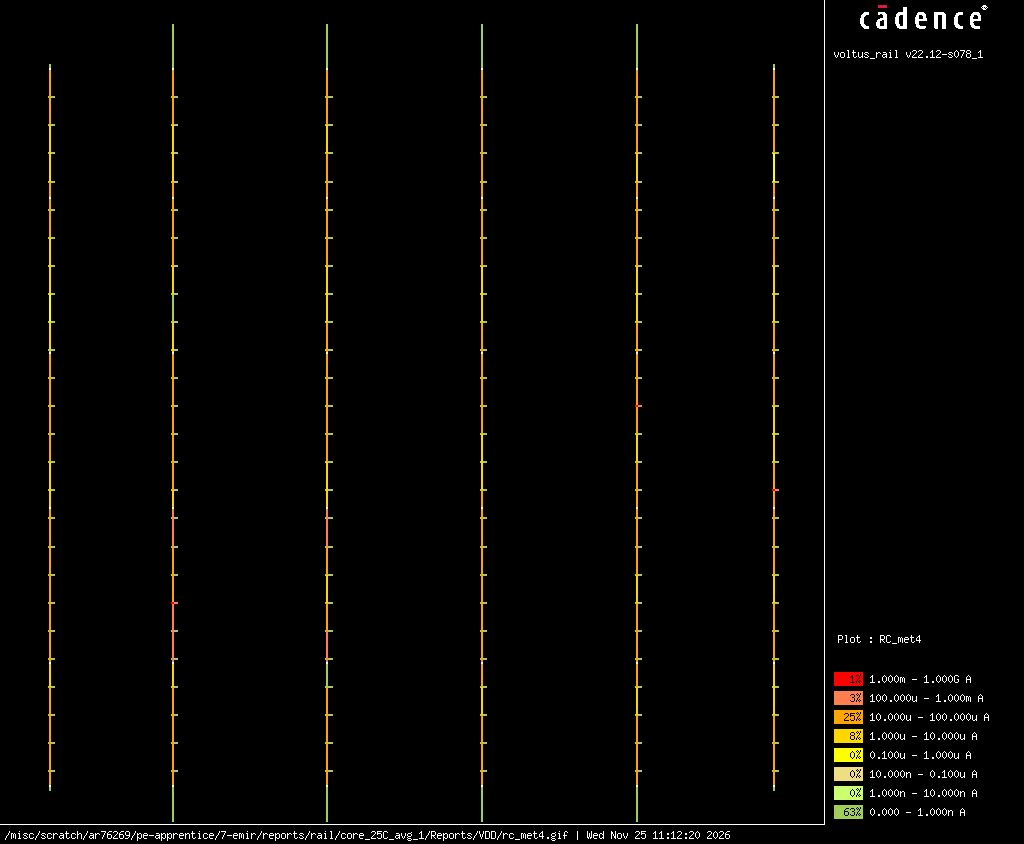 cādence®
voltus_rail v22.12-s078_1
Plot : RC_met4
1% 1.000m - 1.000G A
3% 100.000u - 1.000m A
25% 10.000u - 100.000u A
8% 1.000u - 10.000u A
0% 0.100u - 1.000u A
0% 10.000n - 0.100u A
0% 1.000n - 10.000n A
63% 0.000 - 1.000n A
/misc/scratch/ar76269/pe-apprentice/7-emir/reports/rail/core_25C_avg_1/Reports/VDD/rc_met4.gif | Wed Nov 25 11:12:20 2026